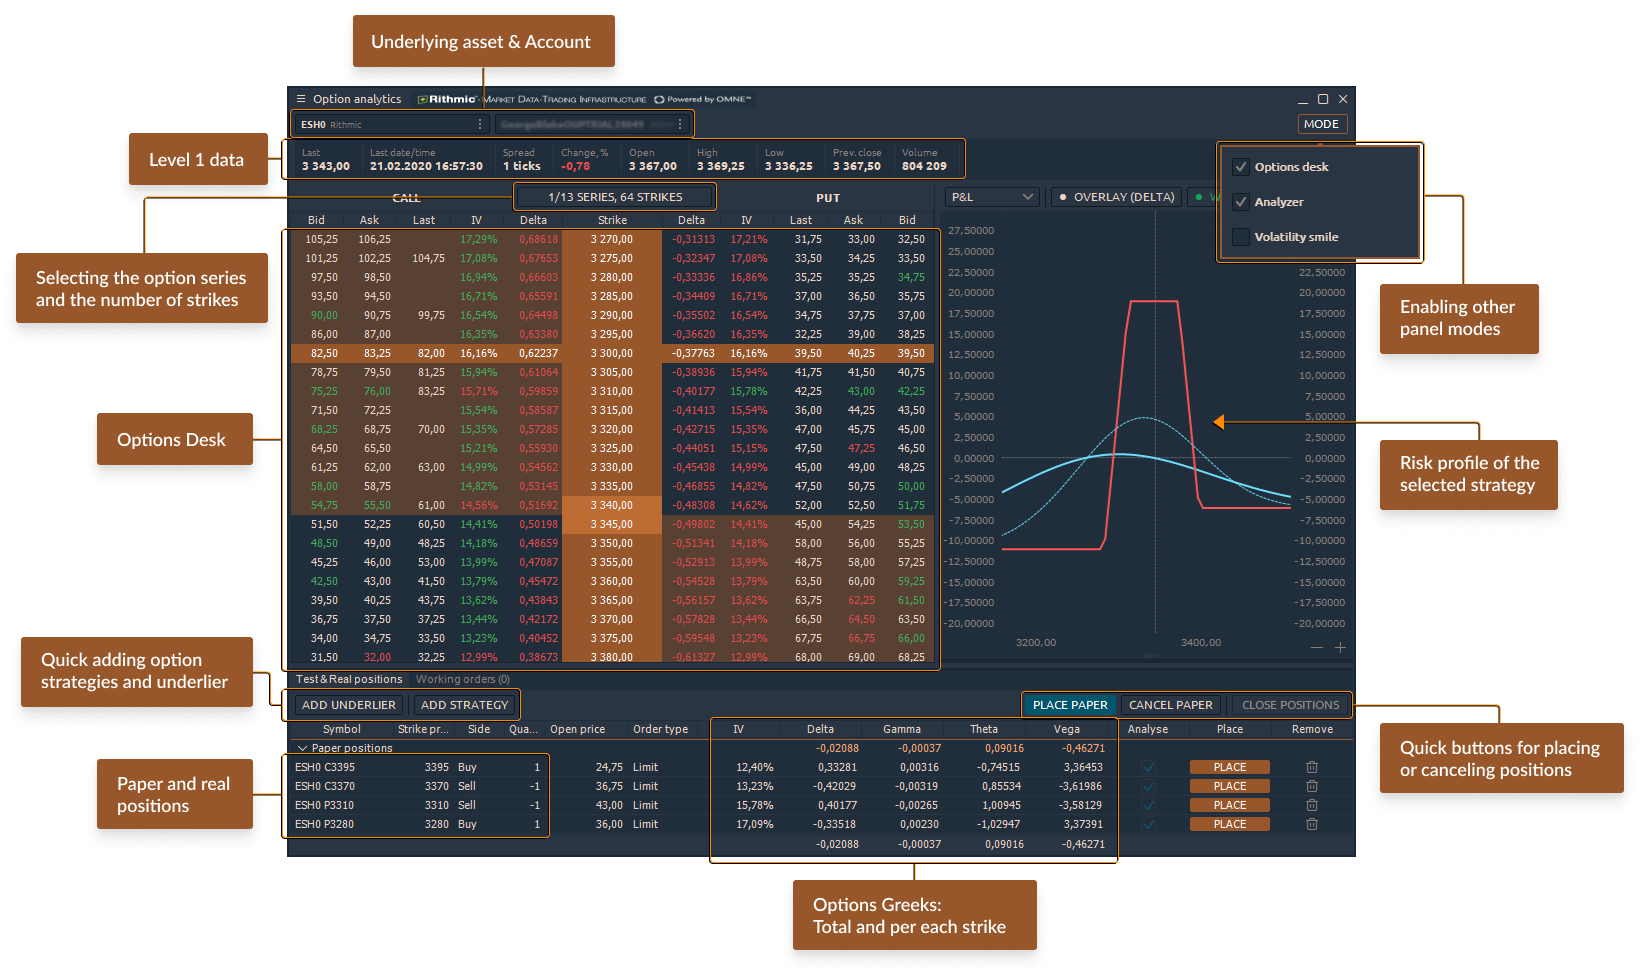 Underlying asset & Account
Option analytics Rithmic Market Data-Trading Infrastructure Powered by OMNE™
ESH0 Rithmic
MODE
Level 1 data
Last Last date/time Spread Change, % Open High Low Prev. close Volume
3 343,00 21.02.2020 16:57:30 1 ticks -0,78 3 367,00 3 369,25 3 336,25 3 367,50 804 209
Options desk
Analyzer
Volatility smile
CALL 1/13 SERIES, 64 STRIKES PUT
P&L OVERLAY (DELTA)
Bid Ask Last IV Delta Strike Delta IV Last Ask Bid
105,25 106,25 17,29% 0,68618 3 270,00 -0,31313 17,21% 31,75 33,00 32,50
101,25 102,25 104,75 17,08% 0,67653 3 275,00 -0,32347 17,08% 33,50 34,25 33,50
97,50 98,50 16,94% 0,66603 3 280,00 -0,33336 16,86% 35,25 35,25 34,75
93,50 94,50 16,71% 0,65591 3 285,00 -0,34409 16,71% 37,00 36,50 35,75
90,00 90,75 99,75 16,54% 0,64498 3 290,00 -0,35502 16,54% 34,75 37,75 37,00
86,00 87,00 16,35% 0,63380 3 295,00 -0,36620 16,35% 32,25 39,00 38,25
82,50 83,25 82,00 16,16% 0,62237 3 300,00 -0,37763 16,16% 39,50 40,25 39,50
78,75 79,50 81,25 15,94% 0,61064 3 305,00 -0,38936 15,94% 41,75 41,50 40,75
75,25 76,00 83,25 15,71% 0,59859 3 310,00 -0,40177 15,78% 42,25 43,00 42,25
71,50 72,25 15,54% 0,58587 3 315,00 -0,41413 15,54% 36,00 44,25 43,50
68,25 68,75 70,00 15,35% 0,57285 3 320,00 -0,42715 15,35% 47,00 45,75 45,00
64,50 65,50 15,21% 0,55930 3 325,00 -0,44051 15,15% 47,50 47,25 46,50
61,25 62,00 63,00 14,99% 0,54562 3 330,00 -0,45438 14,99% 45,00 49,00 48,25
58,00 58,75 14,82% 0,53145 3 335,00 -0,46855 14,82% 47,50 50,75 50,00
54,75 55,50 61,00 14,56% 0,51692 3 340,00 -0,48308 14,62% 52,00 52,50 51,75
51,50 52,25 60,50 14,41% 0,50198 3 345,00 -0,49802 14,41% 45,00 54,25 53,50
48,50 49,00 48,25 14,18% 0,48659 3 350,00 -0,51341 14,18% 58,00 56,00 55,25
45,25 46,00 53,00 13,99% 0,47087 3 355,00 -0,52913 13,99% 48,75 58,00 57,25
42,50 43,00 41,50 13,79% 0,45472 3 360,00 -0,54528 13,79% 63,50 60,00 59,25
39,50 40,25 43,75 13,62% 0,43843 3 365,00 -0,56157 13,62% 63,75 62,25 61,50
36,75 37,50 37,25 13,44% 0,42172 3 370,00 -0,57828 13,44% 66,50 64,50 63,50
34,00 34,75 33,50 13,23% 0,40452 3 375,00 -0,59548 13,23% 67,75 66,75 66,00
31,50 32,00 32,25 12,99% 0,38673 3 380,00 -0,61327 12,99% 68,00 69,00 68,25
27,50000
25,00000
22,50000 22,50000
20,00000 20,00000
17,50000 17,50000
15,00000 15,00000
12,50000 12,50000
10,00000 10,00000
7,50000 7,50000
5,00000 5,00000
2,50000 2,50000
0,00000 0,00000
-2,50000 -2,50000
-5,00000 -5,00000
-7,50000 -7,50000
-10,00000 -10,00000
-12,50000 -12,50000
-15,00000 -15,00000
-17,50000 -17,50000
-20,00000 -20,00000
3200,00 3400,00
Selecting the option series
and the number of strikes
Enabling other
panel modes
Options Desk
Risk profile of the
selected strategy
Quick adding option
strategies and underlier
Test&Real positions Working orders (0)
ADD UNDERLIER ADD STRATEGY PLACE PAPER CANCEL PAPER CLOSE POSITIONS
Symbol Strike pr... Side Qua... Open price Order type IV Delta Gamma Theta Vega Analyse Place Remove
Paper positions -0,02088 -0,00037 0,09016 -0,46271
ESH0 C3395 3395 Buy 1 24,75 Limit 12,40% 0,33281 0,00316 -0,74515 3,36453 PLACE
ESH0 C3370 3370 Sell -1 36,75 Limit 13,23% -0,42029 -0,00319 0,85534 -3,61986 PLACE
ESH0 P3310 3310 Sell -1 43,00 Limit 15,78% 0,40177 -0,00265 1,00945 -3,58129 PLACE
ESH0 P3280 3280 Buy 1 36,00 Limit 17,09% -0,33518 0,00230 -1,02947 3,37391 PLACE
-0,02088 -0,00037 0,09016 -0,46271
Paper and real
positions
Quick buttons for placing
or canceling positions
Options Greeks:
Total and per each strike